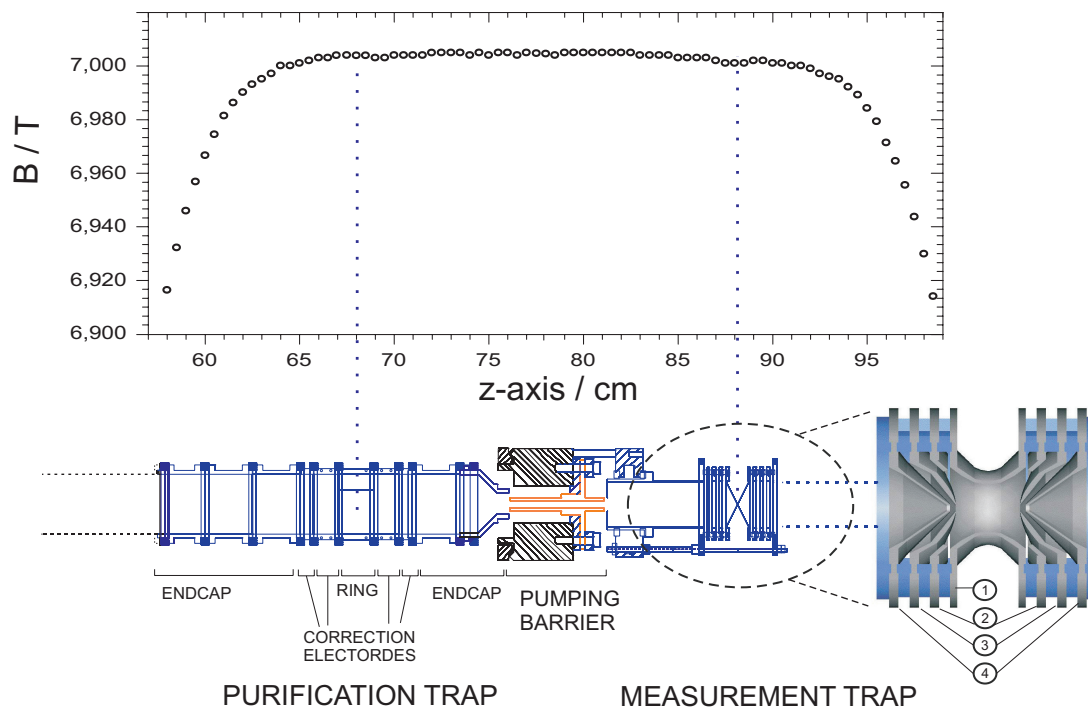 B / T
7,000
6,980
6,960
6,940
6,920
6,900
60 65 70 75 80 85 90 95
z-axis / cm
ENDCAP
RING
ENDCAP
CORRECTION
ELECTORDES
PUMPING
BARRIER
1
2
3
4
PURIFICATION TRAP
MEASUREMENT TRAP